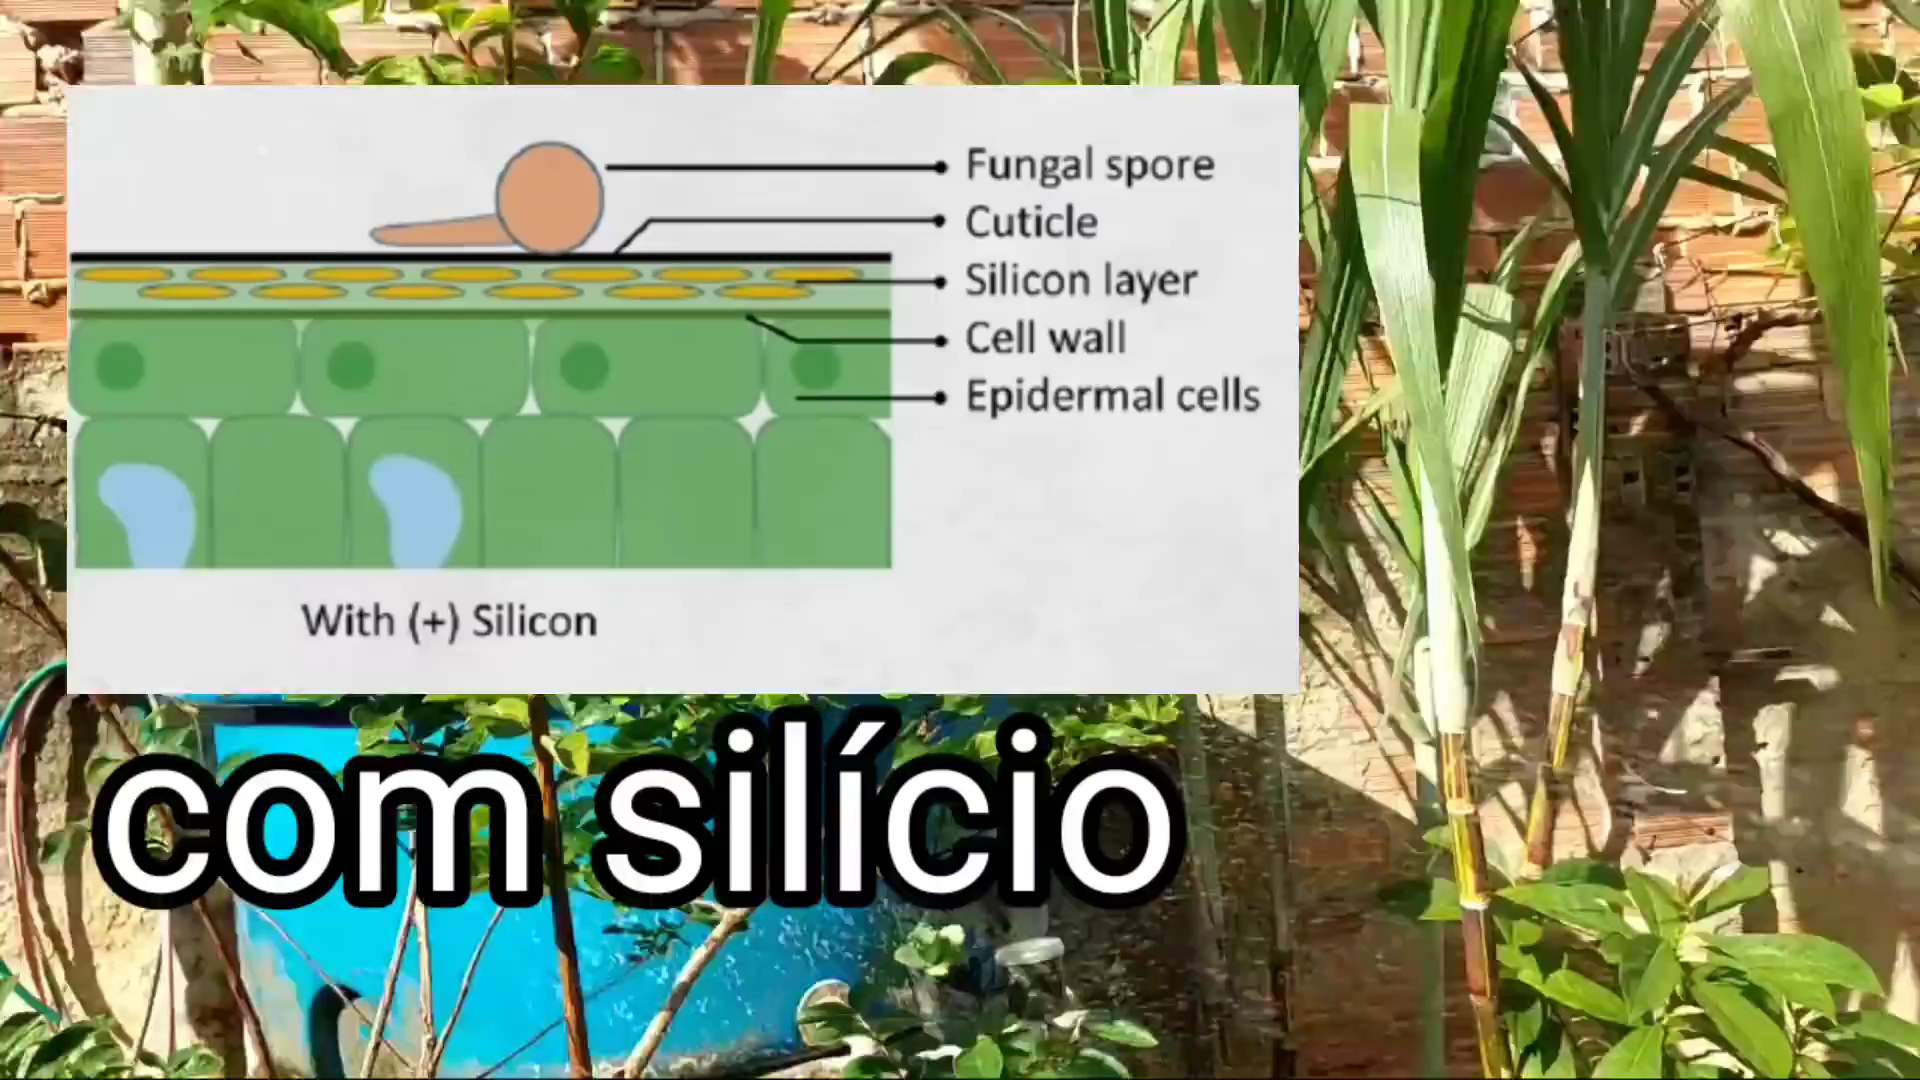 Fungal spore
Cuticle
Silicon layer
Cell wall
Epidermal cells
With (+) Silicon
com silício